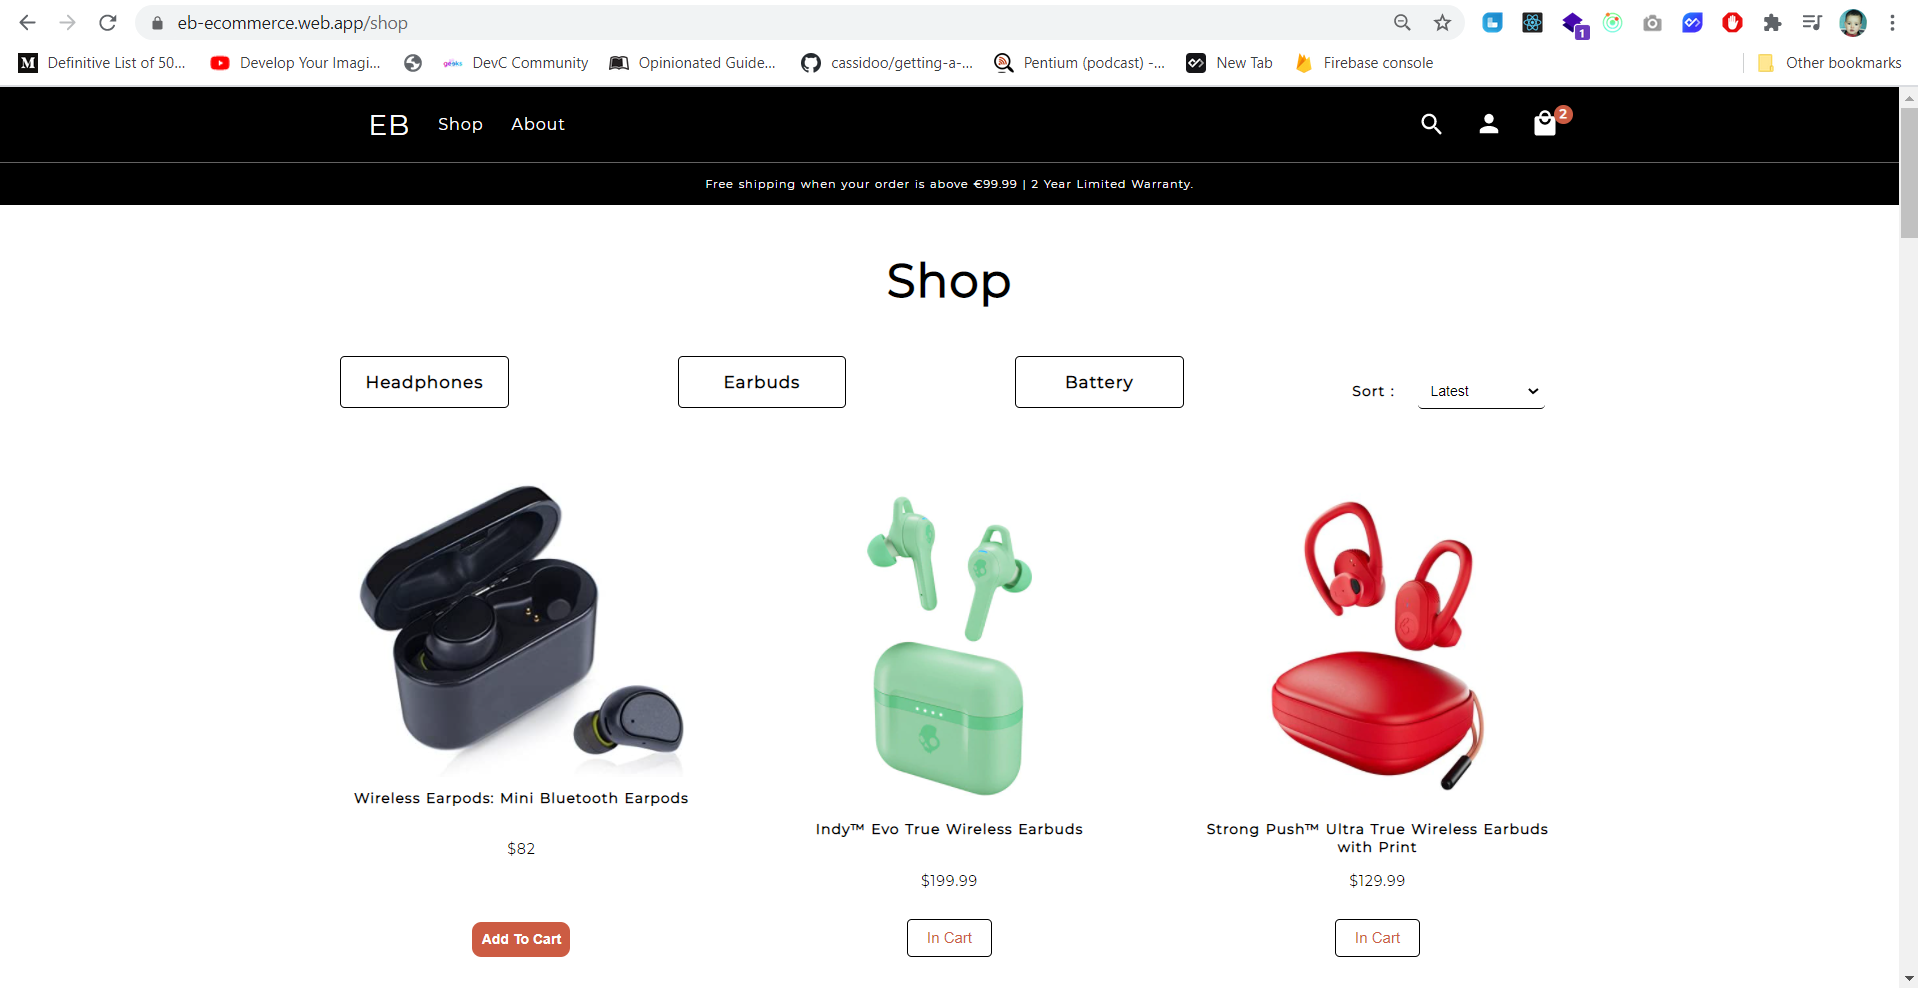 eb-ecommerce.web.app/shop
1
M
Definitive List of 50...
Develop Your Imagi...
geeks
DevC Community
Opinionated Guide...
cassidoo/getting-a-...
Pentium (podcast) -...
New Tab
Firebase console
Other bookmarks
EB
Shop
About
2
Free shipping when your order is above €99.99 | 2 Year Limited Warranty.
Shop
Headphones
Earbuds
Battery
Sort :
Latest
Wireless Earpods: Mini Bluetooth Earpods
$82
Add To Cart
Indy™ Evo True Wireless Earbuds
$199.99
In Cart
Strong Push™ Ultra True Wireless Earbuds
with Print
$129.99
In Cart